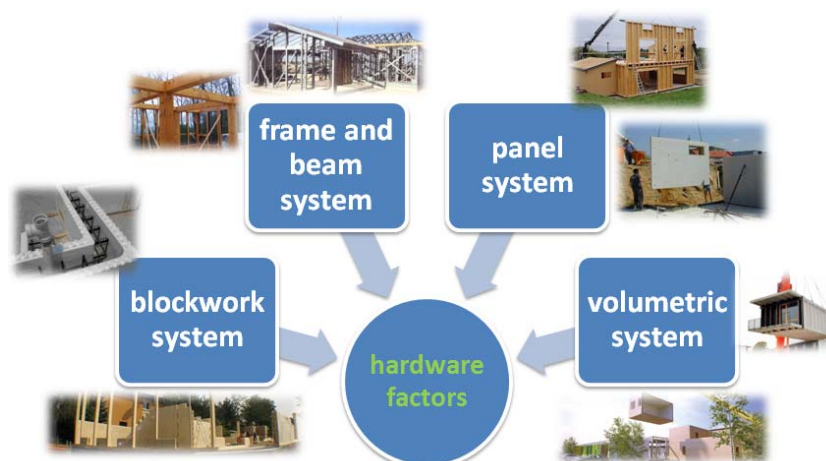 frame and
beam
system
panel
system
blockwork
system
volumetric
system
hardware
factors